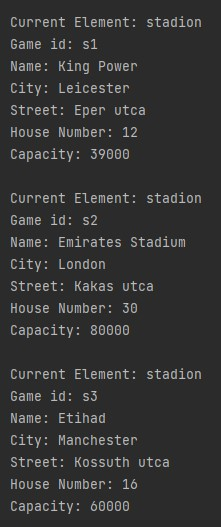 Current Element: stadion
Game id: s1
Name: King Power
City: Leicester
Street: Eper utca
House Number: 12
Capacity: 39000
Current Element: stadion
Game id: s2
Name: Emirates Stadium
City: London
Street: Kakas utca
House Number: 30
Capacity: 80000
Current Element: stadion
Game id: s3
Name: Etihad
City: Manchester
Street: Kossuth utca
House Number: 16
Capacity: 60000